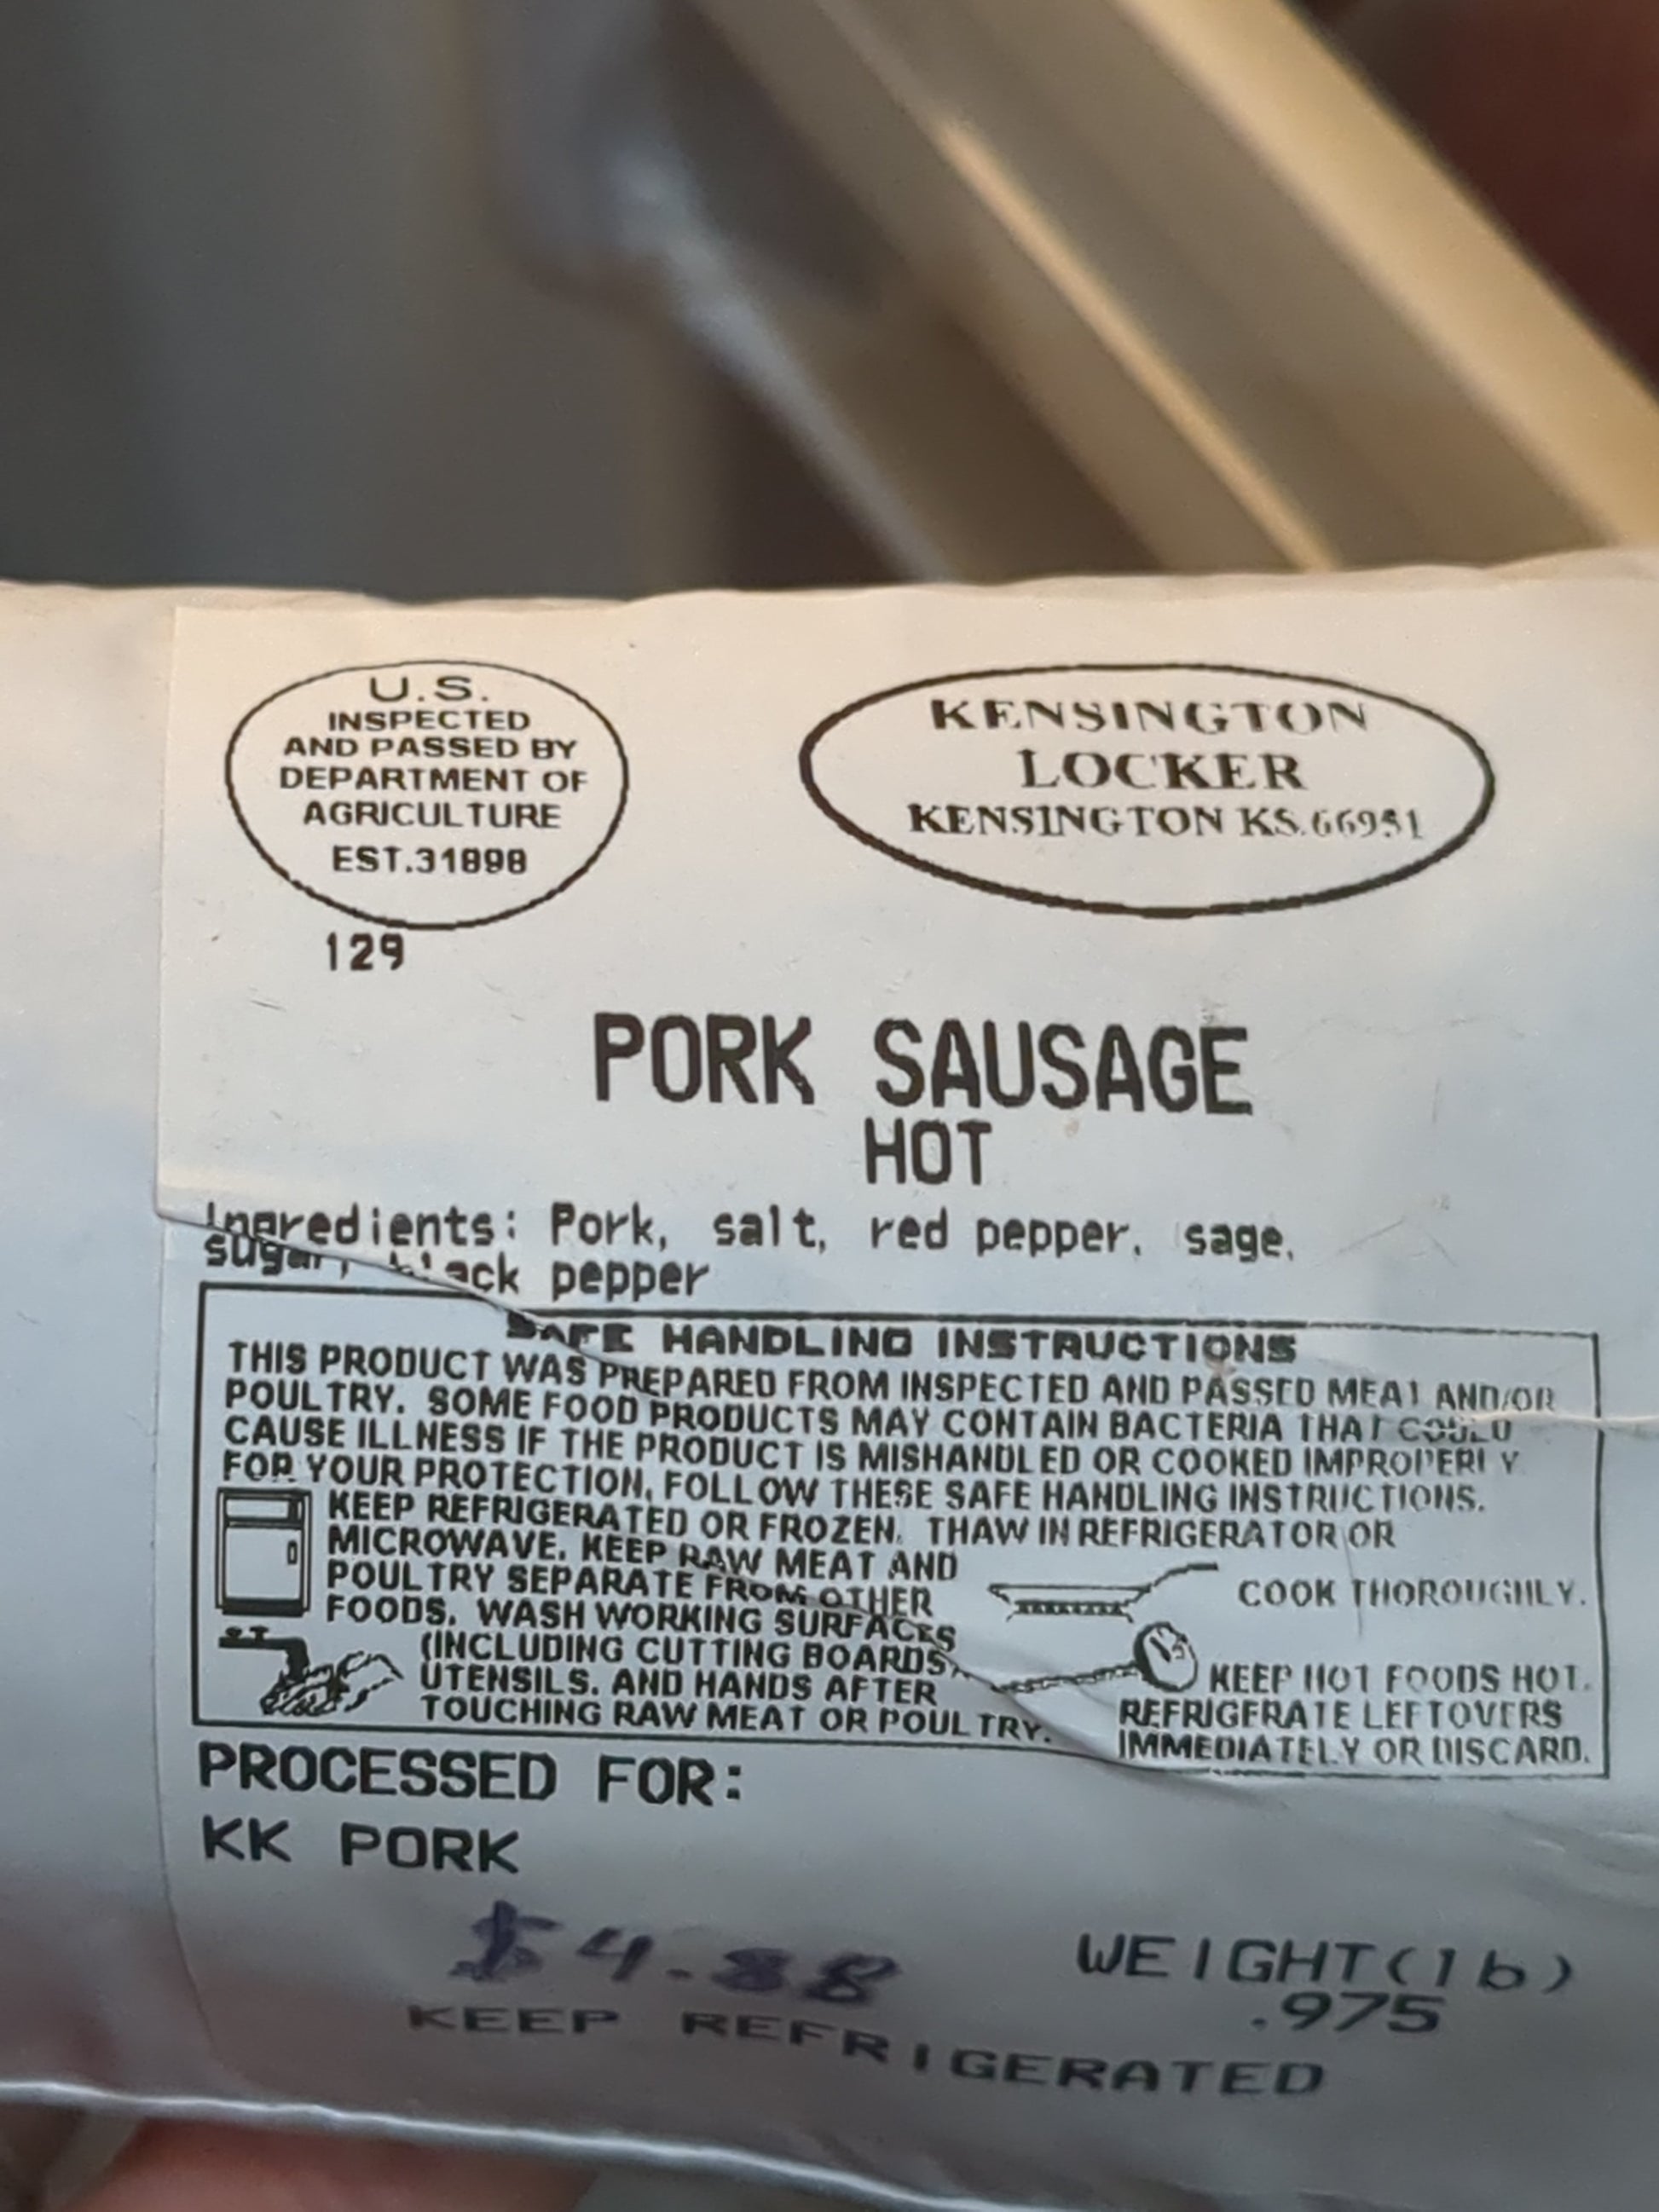 U.S.
INSPECTED
AND PASSED BY
DEPARTMENT OF
AGRICULTURE
EST.31898
129
KENSINGTON
LOCKER
KENSINGTON KS.66951
PORK SAUSAGE
HOT
Ingredients: Pork, salt, red pepper, sage,
sugar, black pepper
SAFE HANDLING INSTRUCTIONS
THIS PRODUCT WAS PREPARED FROM INSPECTED AND PASSED MEAT AND/OR
POULTRY. SOME FOOD PRODUCTS MAY CONTAIN BACTERIA THAT COULD
CAUSE ILLNESS IF THE PRODUCT IS MISHANDLED OR COOKED IMPROPERLY
FOR YOUR PROTECTION, FOLLOW THESE SAFE HANDLING INSTRUCTIONS.
KEEP REFRIGERATED OR FROZEN. THAW IN REFRIGERATOR OR
MICROWAVE. KEEP RAW MEAT AND
POULTRY SEPARATE FROM OTHER
FOODS. WASH WORKING SURFACES
(INCLUDING CUTTING BOARDS,
UTENSILS. AND HANDS AFTER
TOUCHING RAW MEAT OR POULTRY.
COOK THOROUGHLY.
KEEP HOT FOODS HOT.
REFRIGERATE LEFTOVERS
IMMEDIATELY OR DISCARD.
PROCESSED FOR:
KK PORK
$4.88
WEIGHT(lb)
.975
KEEP REFRIGERATED